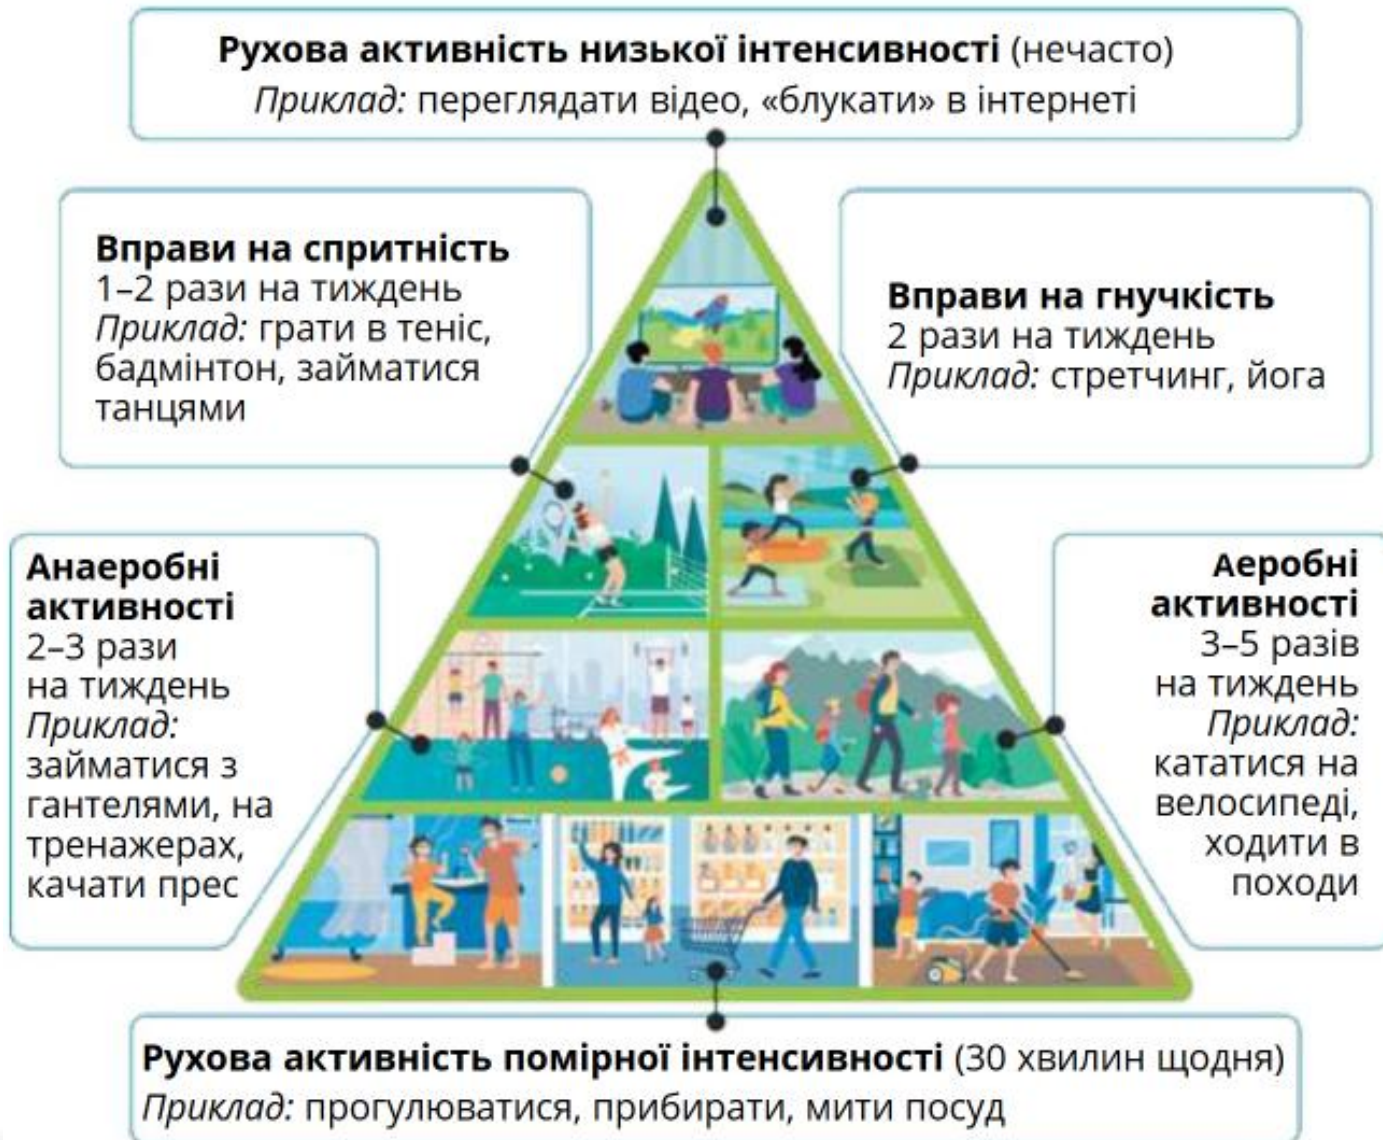 Рухова активність низької інтенсивності (нечасто)
Приклад: переглядати відео, «блукати» в інтернеті
Вправи на спритність
1–2 рази на тиждень
Приклад: грати в теніс,
бадмінтон, займатися
танцями
Вправи на гнучкість
2 рази на тиждень
Приклад: стретчинг, йога
Анаеробні
активності
2–3 рази
на тиждень
Приклад:
займатися з
гантелями, на
тренажерах,
качати прес
Аеробні
активності
3–5 разів
на тиждень
Приклад:
кататися на
велосипеді,
ходити в
походи
Рухова активність помірної інтенсивності (30 хвилин щодня)
Приклад: прогулюватися, прибирати, мити посуд